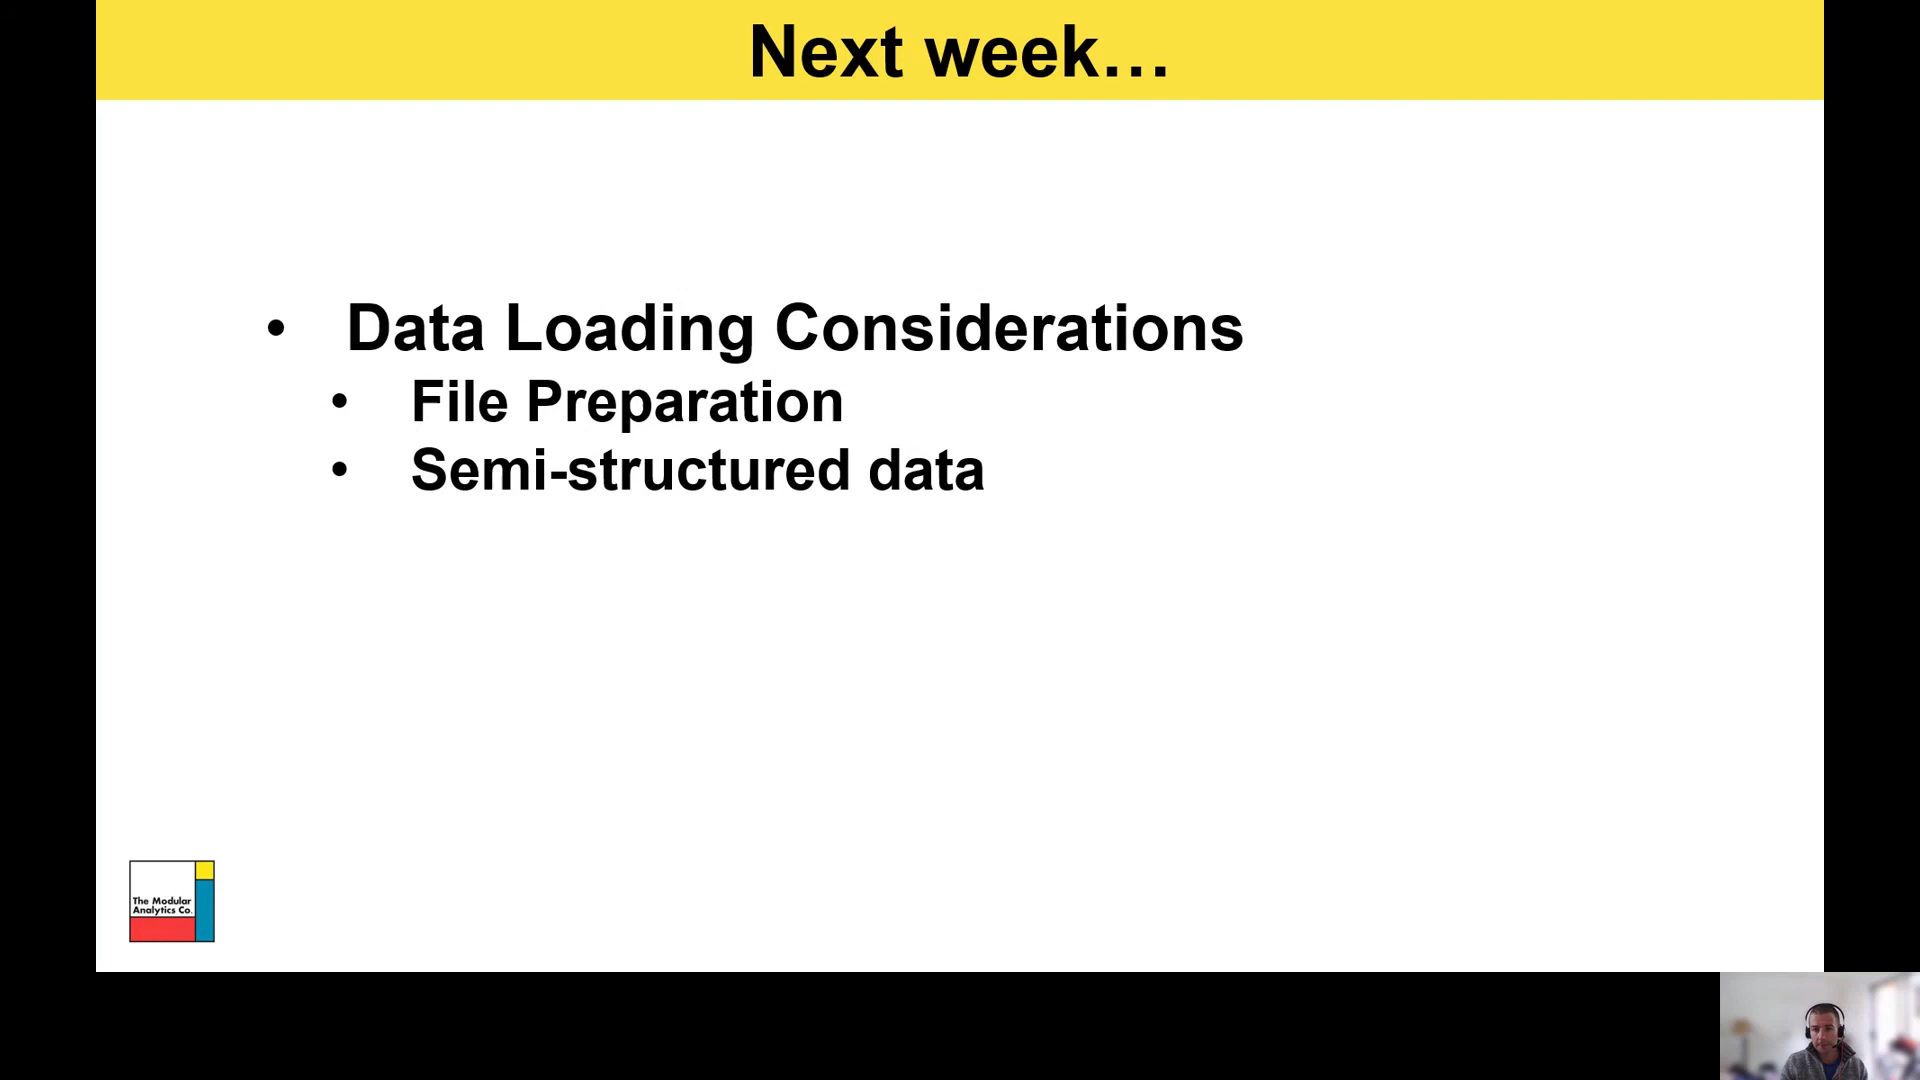 Next week…
• Data Loading Considerations
• File Preparation
• Semi-structured data
The Modular
Analytics Co.